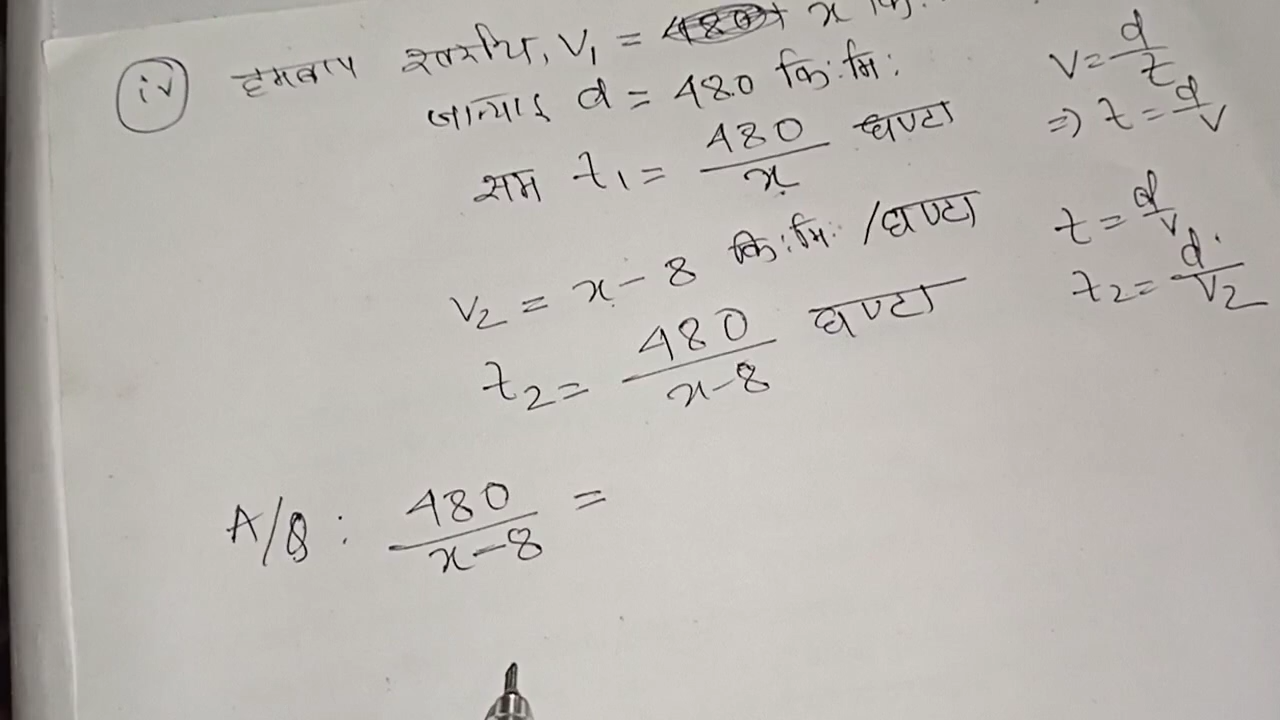 (iv) हमबाय खरथि, V₁ = x कि:
जान्थाइ d = 480 कि:मि:
V = d/t
सम t₁ = 480/x घण्टा
⇒ t = d/V
V₂ = x - 8 कि:मि: /घण्टा
t = d/V
t₂ = 480/(x-8) घण्टा
t₂ = d/V₂
A/Q : 480/(x-8) =